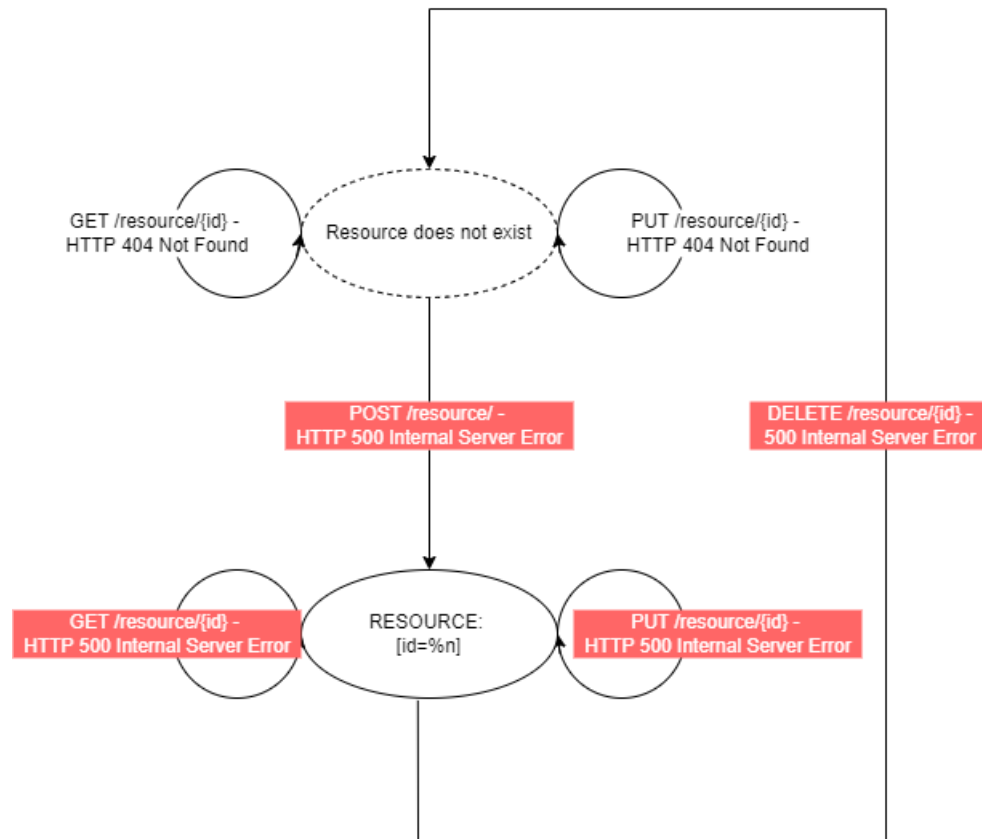 GET /resource/{id} -
HTTP 404 Not Found
Resource does not exist
PUT /resource/{id} -
HTTP 404 Not Found
POST /resource/ -
HTTP 500 Internal Server Error
DELETE /resource/{id} -
500 Internal Server Error
GET /resource/{id} -
HTTP 500 Internal Server Error
RESOURCE:
[id=%n]
PUT /resource/{id} -
HTTP 500 Internal Server Error